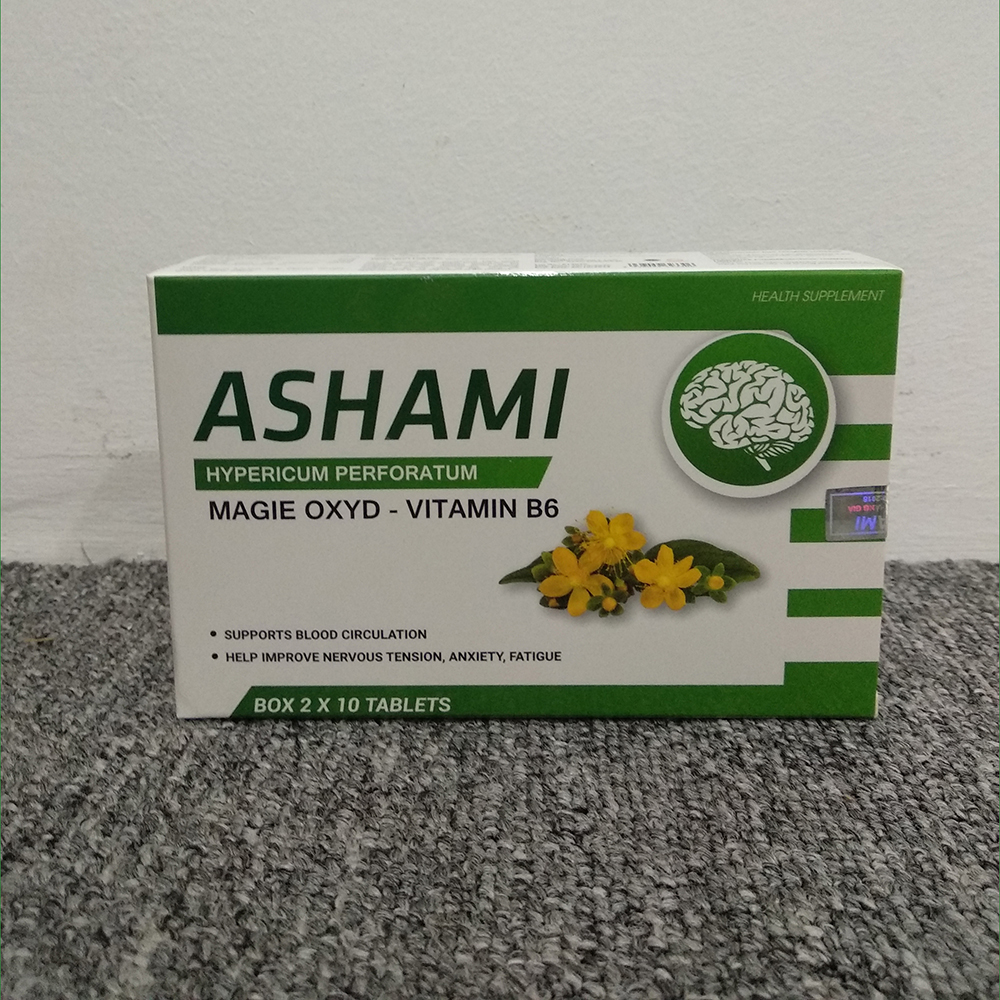 HEALTH SUPPLEMENT
ASHAMI
HYPERICUM PERFORATUM
MAGIE OXYD - VITAMIN B6
• SUPPORTS BLOOD CIRCULATION
• HELP IMPROVE NERVOUS TENSION, ANXIETY, FATIGUE
BOX 2 X 10 TABLETS